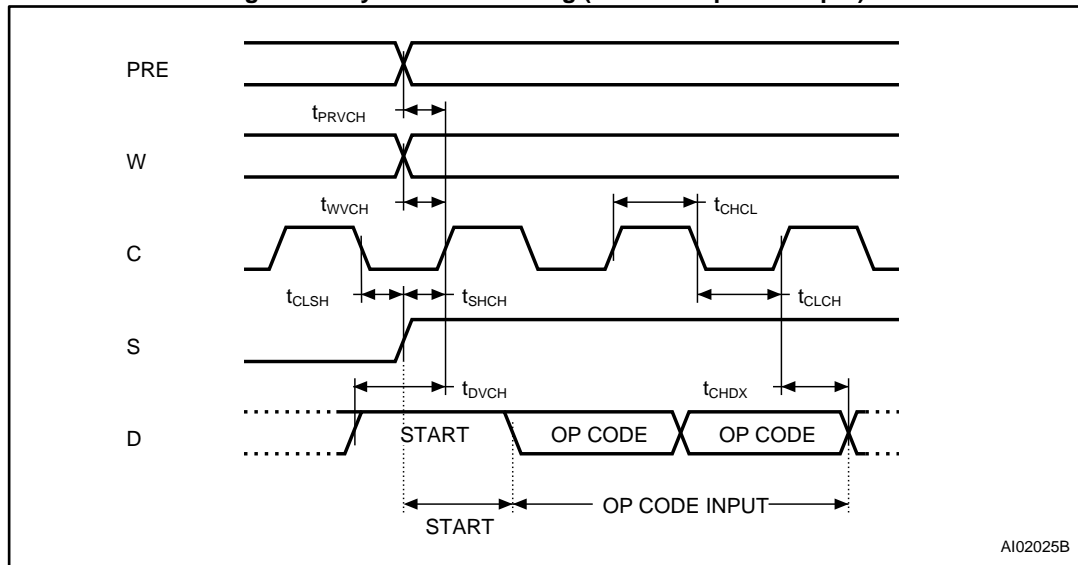 PRE
tPRVCH
W
tWVCH
tCHCL
C
tCLSH
tSHCH
tCLCH
S
tDVCH
tCHDX
D
START
OP CODE
OP CODE
OP CODE INPUT
START
AI02025B